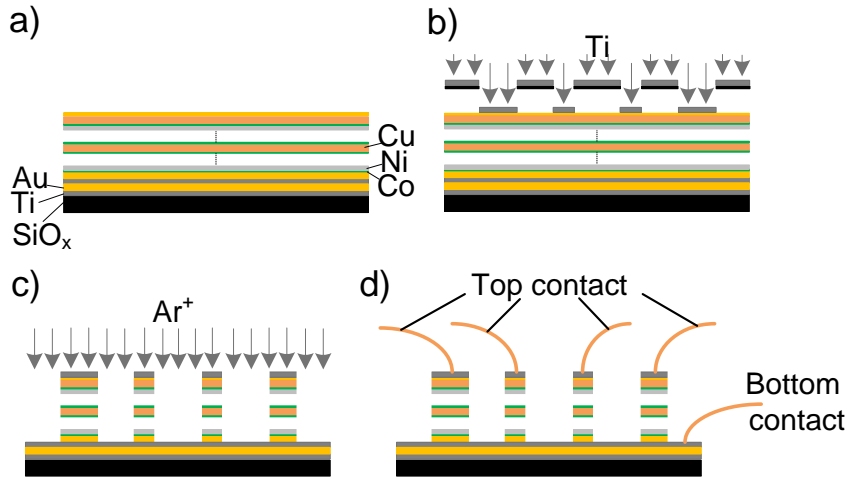 a)
Cu
Ni
Co
Au
Ti
SiOₓ
b)
Ti
c)
Ar⁺
d)
Top contact
Bottom
contact